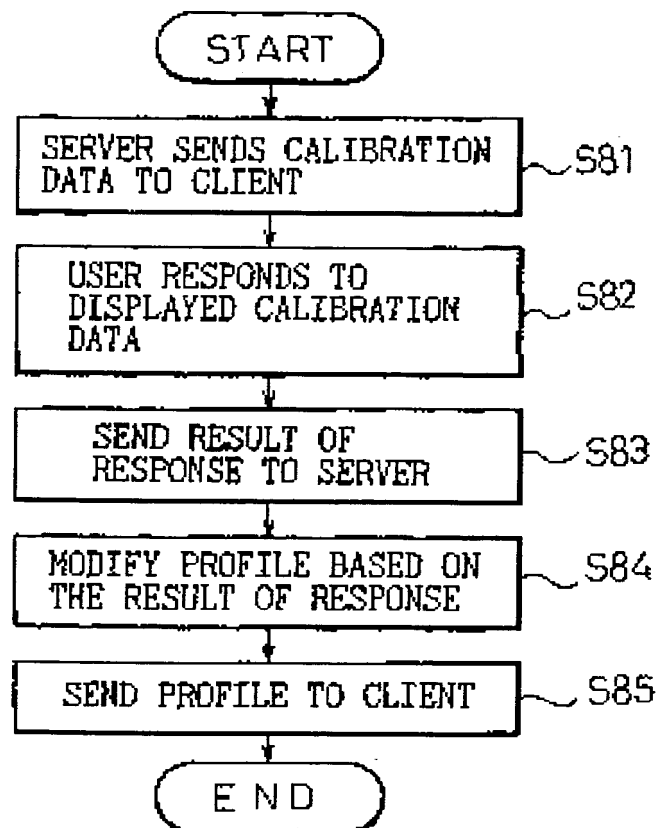 START
SERVER SENDS CALIBRATION
DATA TO CLIENT
S81
USER RESPONDS TO
DISPLAYED CALIBRATION
DATA
S82
SEND RESULT OF
RESPONSE TO SERVER
S83
MODIFY PROFILE BASED ON
THE RESULT OF RESPONSE
S84
SEND PROFILE TO CLIENT
S85
END